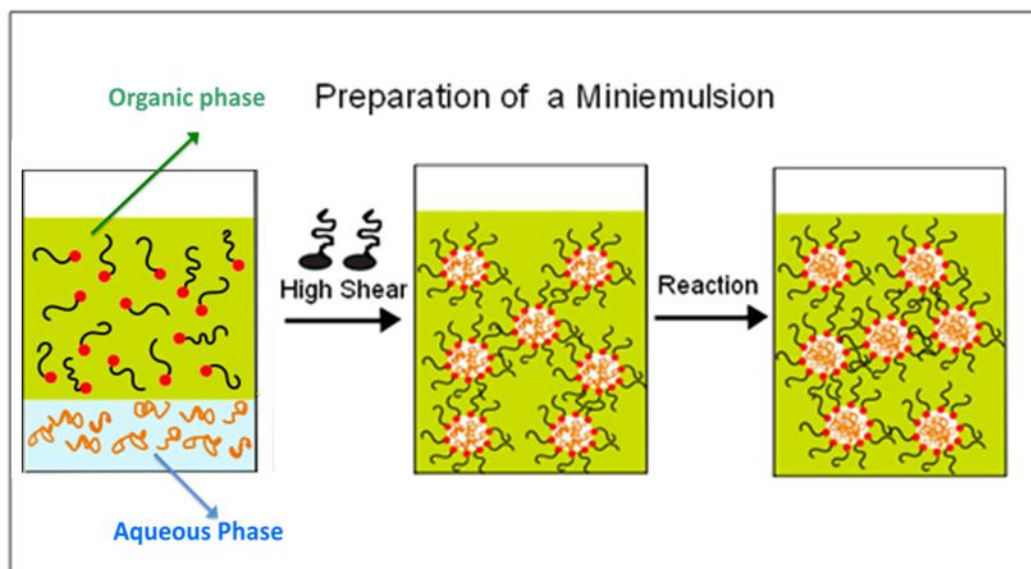 Organic phase
Preparation of a Miniemulsion
High Shear
Reaction
Aqueous Phase